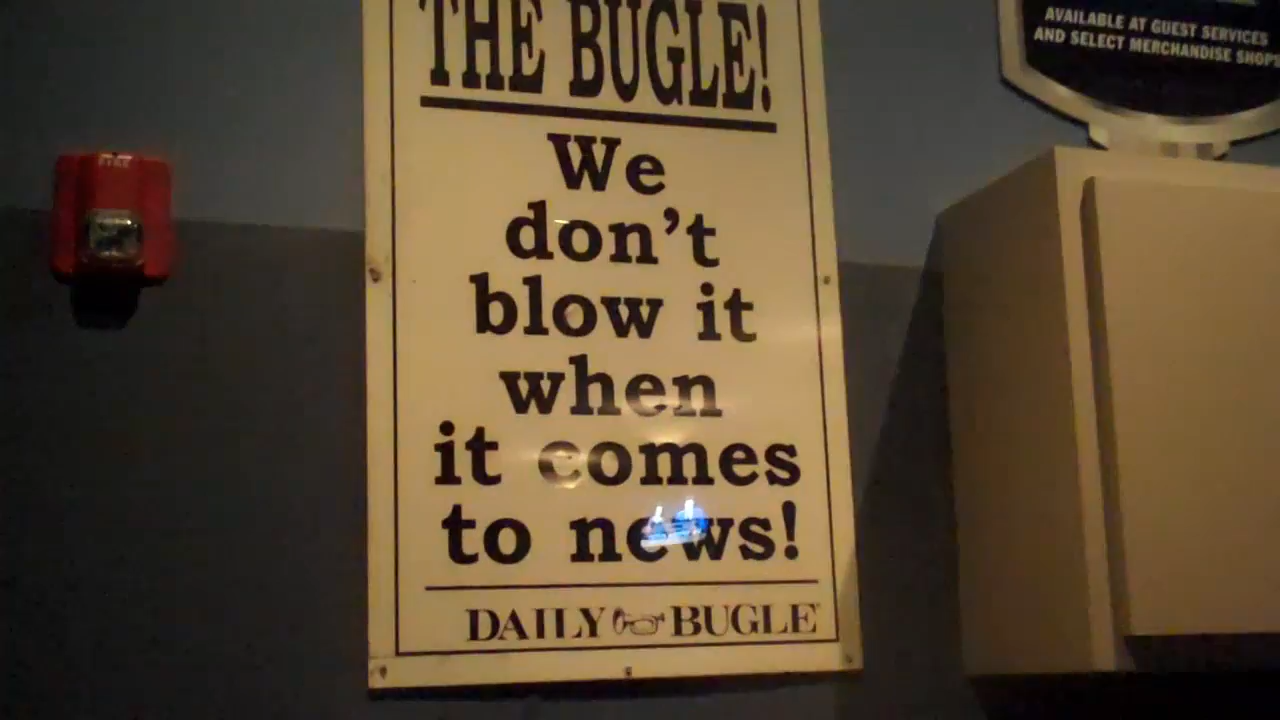 THE BUGLE!
We
don't
blow it
when
it comes
to news!
DAILY BUGLE
FIRE
AVAILABLE AT GUEST SERVICES
AND SELECT MERCHANDISE SHOPS